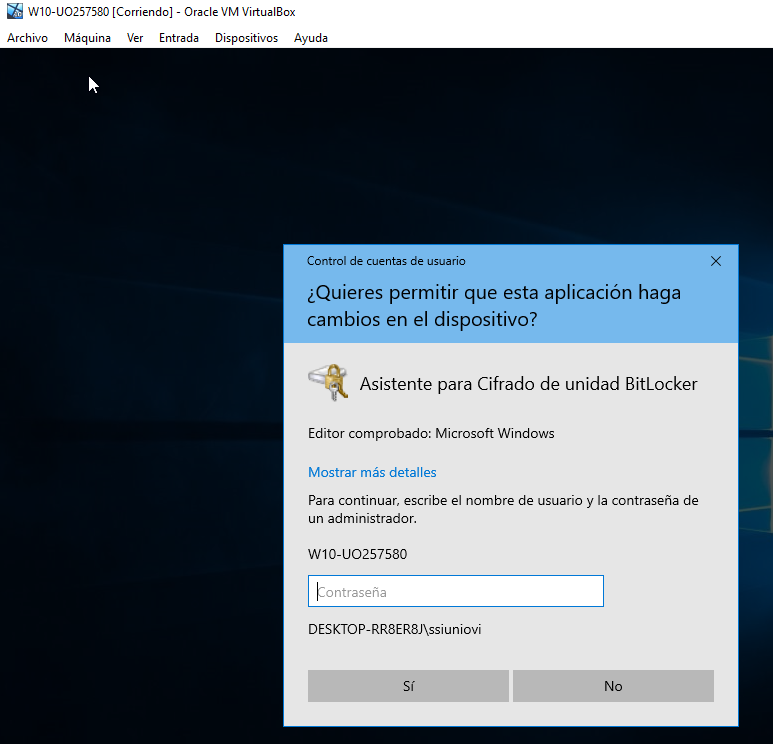 W10-UO257580 [Corriendo] - Oracle VM VirtualBox
Archivo Máquina Ver Entrada Dispositivos Ayuda
Control de cuentas de usuario
¿Quieres permitir que esta aplicación haga
cambios en el dispositivo?
Asistente para Cifrado de unidad BitLocker
Editor comprobado: Microsoft Windows
Mostrar más detalles
Para continuar, escribe el nombre de usuario y la contraseña de
un administrador.
W10-UO257580
Contraseña
DESKTOP-RR8ER8J\ssiuniovi
Sí No